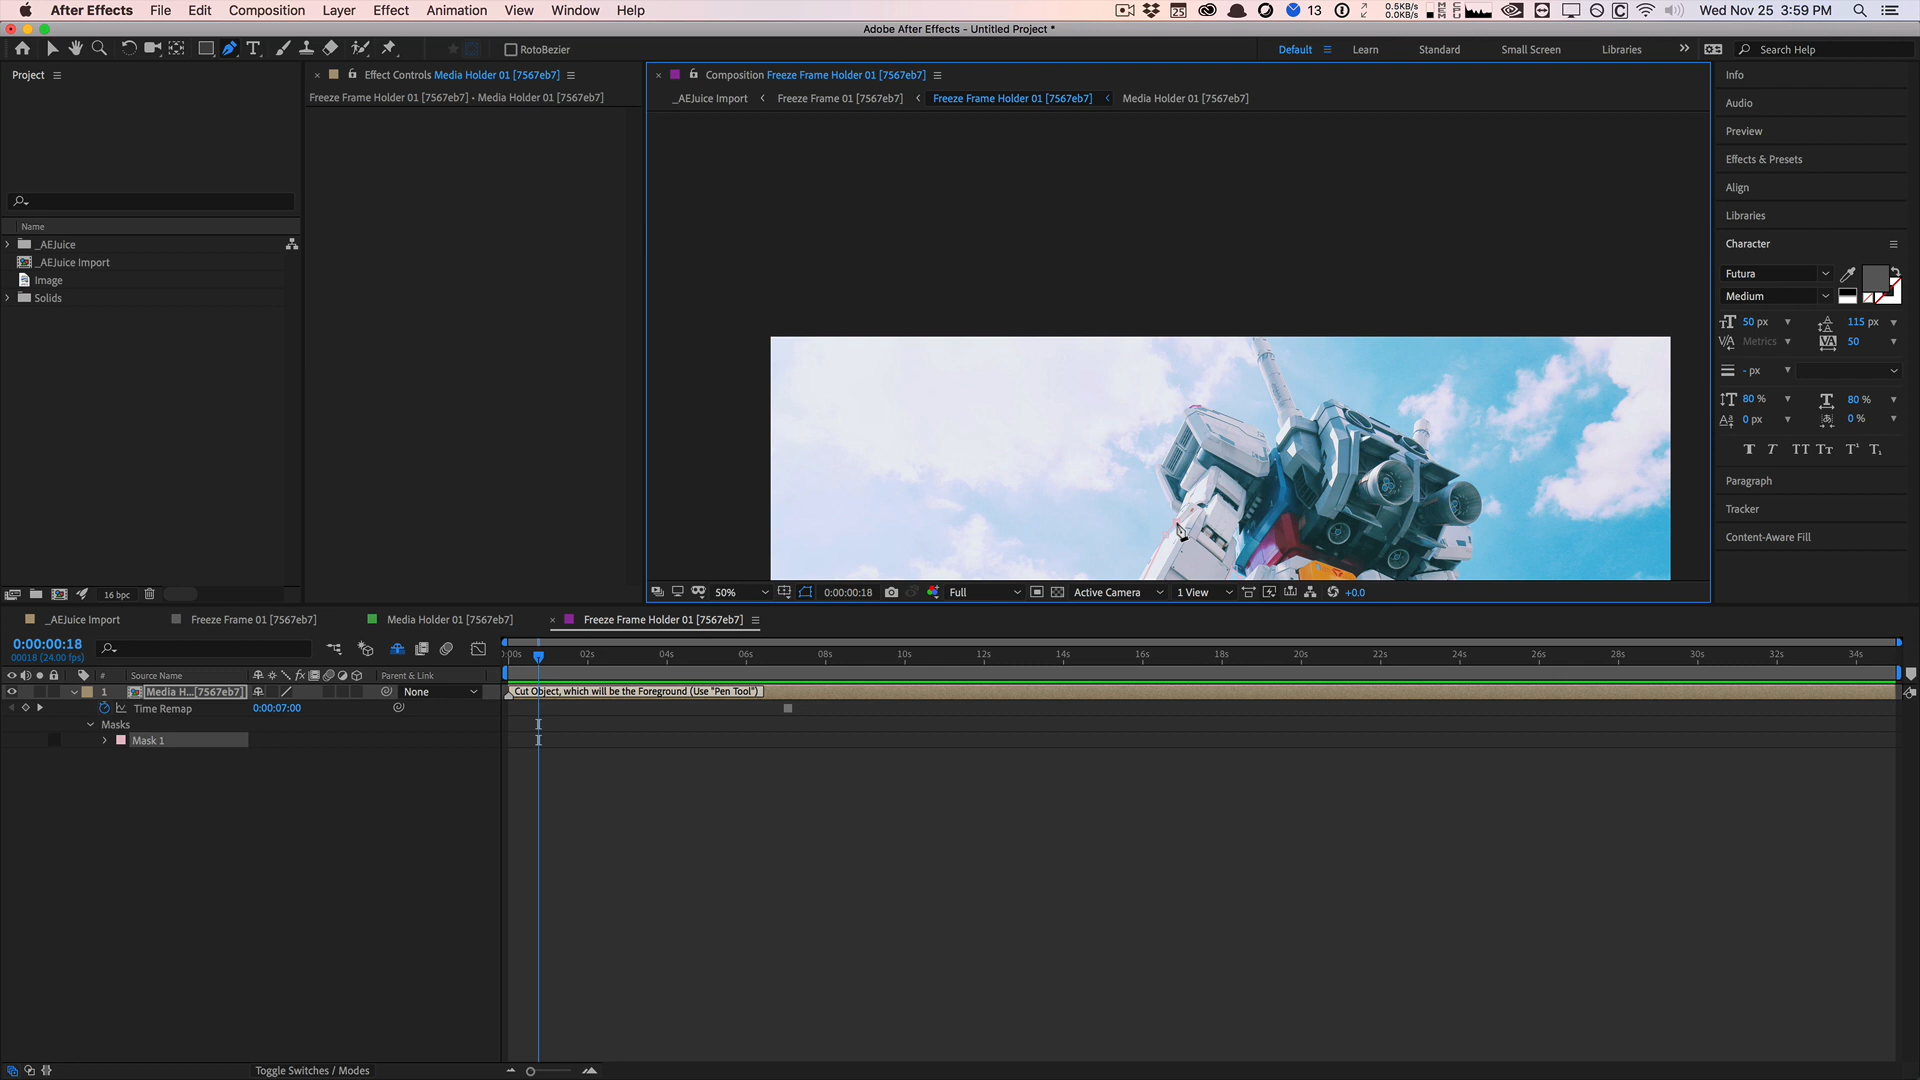 After Effects File Edit Composition Layer Effect Animation View Window Help
25 13 0.5KB/s 0.0KB/s Wed Nov 25 3:59 PM
Adobe After Effects - Untitled Project *
RotoBezier Default Learn Standard Small Screen Libraries Search Help
Project
Effect Controls Media Holder 01 [7567eb7]
Freeze Frame Holder 01 [7567eb7] • Media Holder 01 [7567eb7]
Composition Freeze Frame Holder 01 [7567eb7]
_AEJuice Import Freeze Frame 01 [7567eb7] Freeze Frame Holder 01 [7567eb7] Media Holder 01 [7567eb7]
Name
_AEJuice
_AEJuice Import
Image
Solids
16 bpc
50% 0:00:00:18 Full Active Camera 1 View +0.0
Info
Audio
Preview
Effects & Presets
Align
Libraries
Character
Futura
Medium
50 px 115 px
Metrics 50
- px
80 % 80 %
0 px 0 %
Paragraph
Tracker
Content-Aware Fill
_AEJuice Import Freeze Frame 01 [7567eb7] Media Holder 01 [7567eb7] Freeze Frame Holder 01 [7567eb7]
0:00:00:18
00018 (24.00 fps)
:00s 02s 04s 06s 08s 10s 12s 14s 16s 18s 20s 22s 24s 26s 28s 30s 32s 34s
# Source Name Parent & Link
1 Media H...[7567eb7] None
Cut Object, which will be the Foreground (Use "Pen Tool")
Time Remap 0:00:07:00
Masks
Mask 1
Toggle Switches / Modes